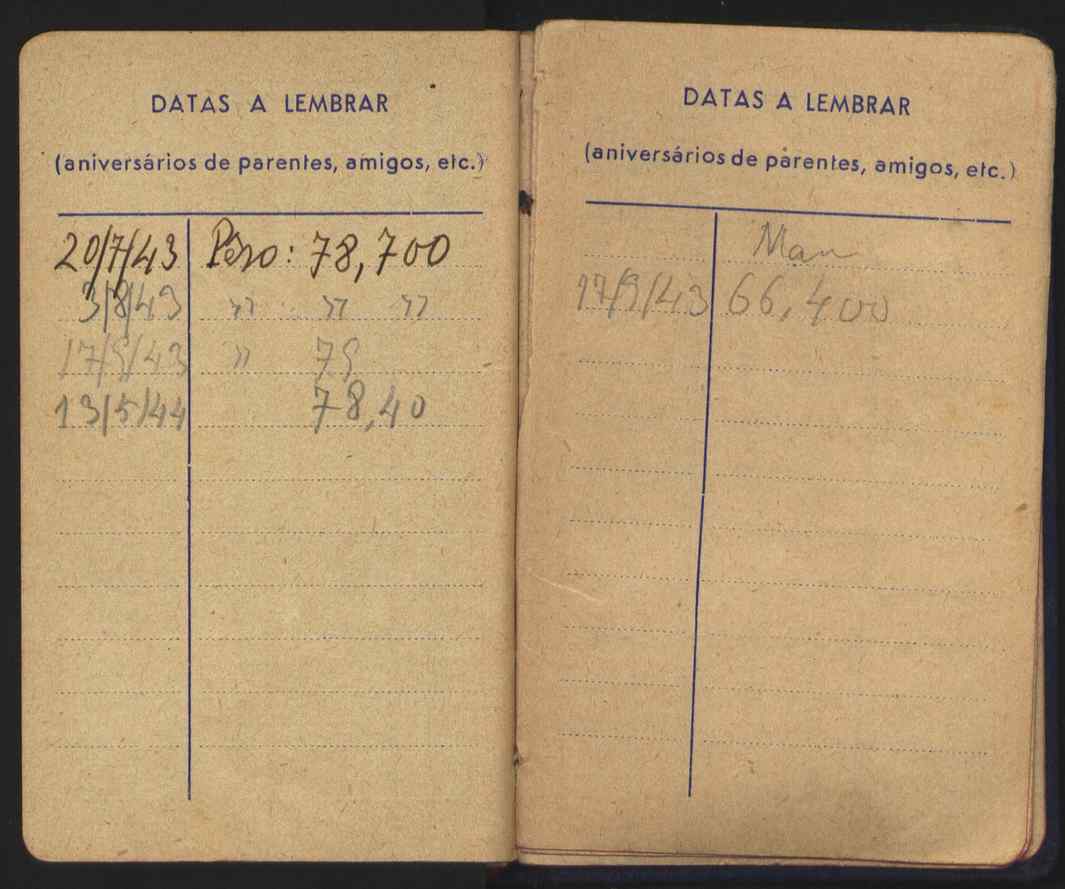 DATAS A LEMBRAR
(aniversários de parentes, amigos, etc.)
20/7/43 Pêso: 78,700
3/8/43 " " "
17/9/43 " 79
13/5/44 78,40
DATAS A LEMBRAR
(aniversários de parentes, amigos, etc.)
17/9/43 66,400